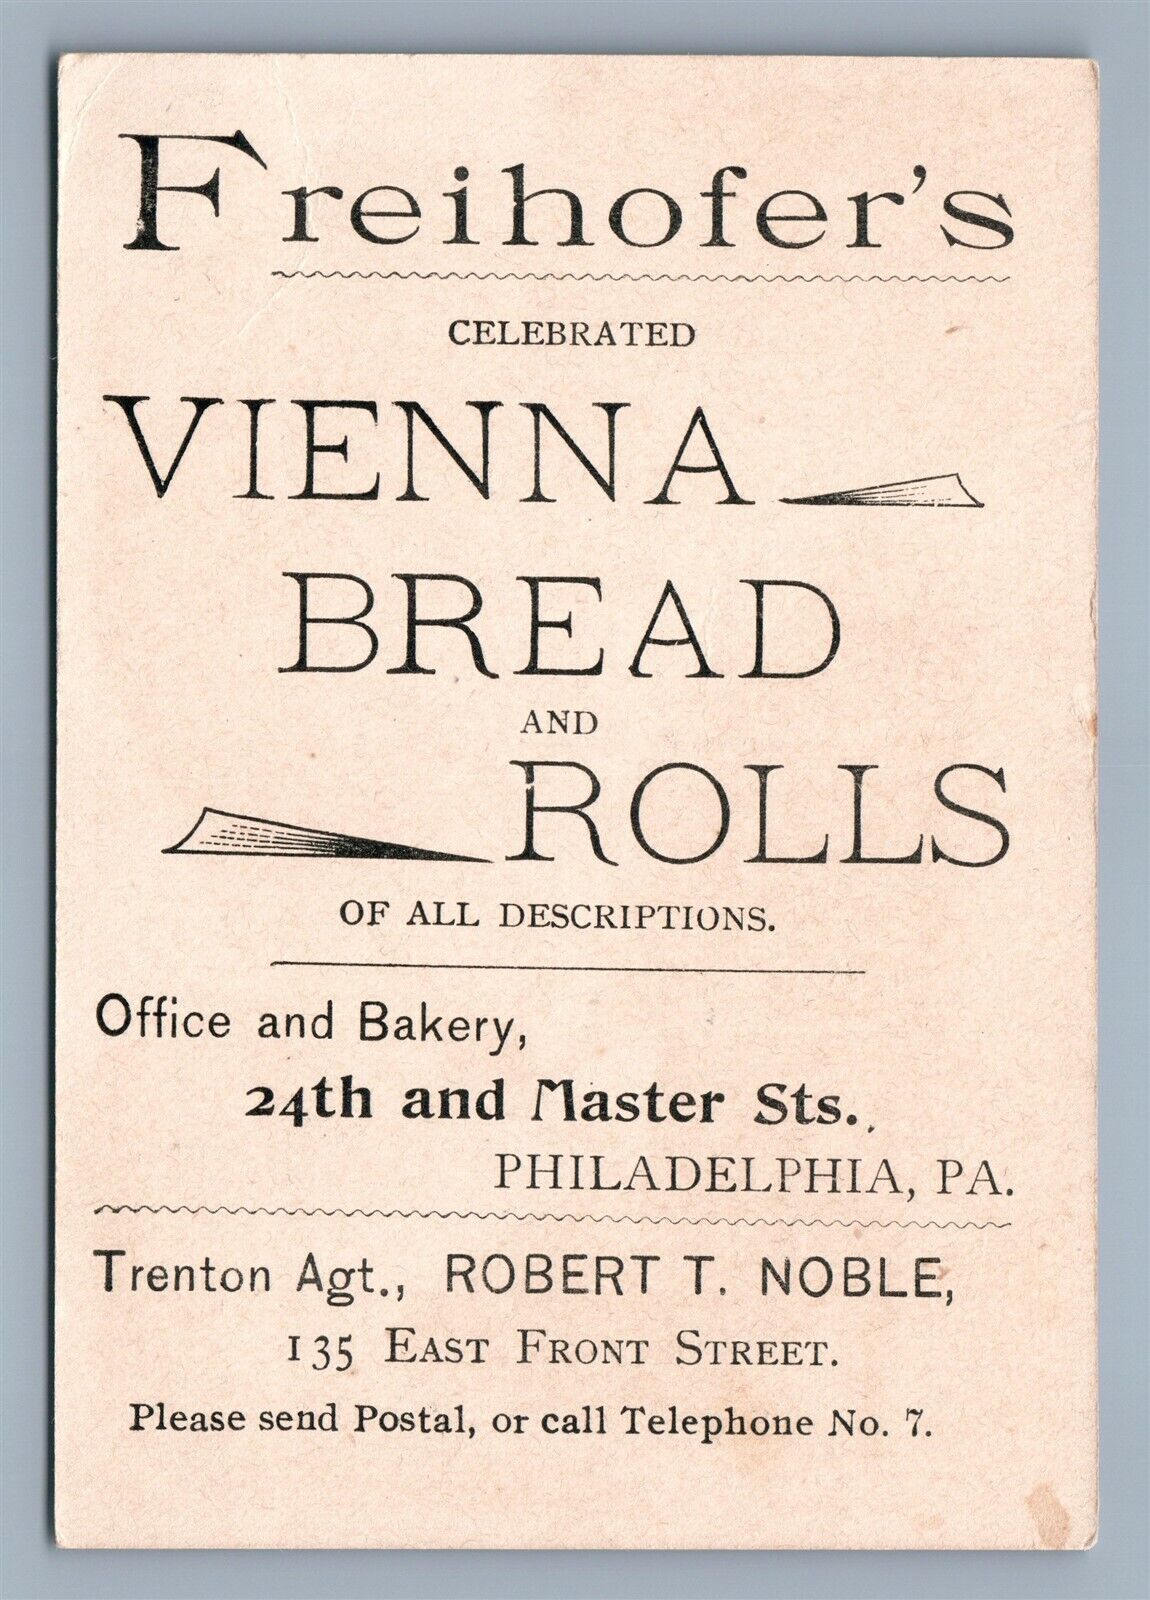 Freihofer's
CELEBRATED
VIENNA
BREAD
AND
ROLLS
OF ALL DESCRIPTIONS.
Office and Bakery,
24th and Master Sts.,
PHILADELPHIA, PA.
Trenton Agt., ROBERT T. NOBLE,
135 EAST FRONT STREET.
Please send Postal, or call Telephone No. 7.